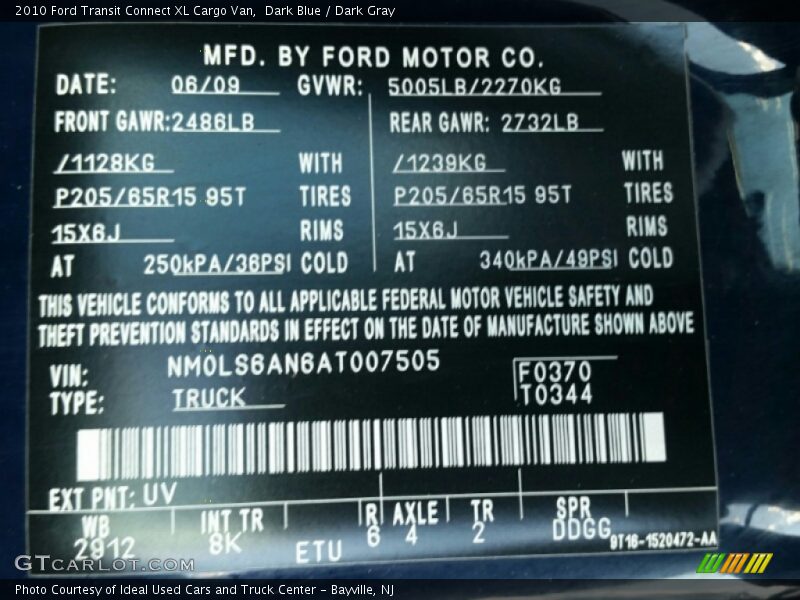 2010 Ford Transit Connect XL Cargo Van,  Dark Blue / Dark Gray
MFD. BY FORD MOTOR CO.
DATE: 06/09 GVWR: 5005LB/2270KG
FRONT GAWR:2486LB REAR GAWR: 2732LB
/1128KG WITH /1239KG WITH
P205/65R15 95T TIRES P205/65R15 95T TIRES
15X6J RIMS 15X6J RIMS
AT 250kPA/36PSI COLD AT 340kPA/49PSI COLD
THIS VEHICLE CONFORMS TO ALL APPLICABLE FEDERAL MOTOR VEHICLE SAFETY AND
THEFT PREVENTION STANDARDS IN EFFECT ON THE DATE OF MANUFACTURE SHOWN ABOVE
VIN: NM0LS6AN6AT007505 F0370
TYPE: TRUCK T0344
EXT PNT: UV
WB INT TR R AXLE TR SPR
2912 8K ETU 6 4 2 DDGG 9T16-1520472-AA
GTCARLOT.COM
Photo Courtesy of Ideal Used Cars and Truck Center – Bayville, NJ